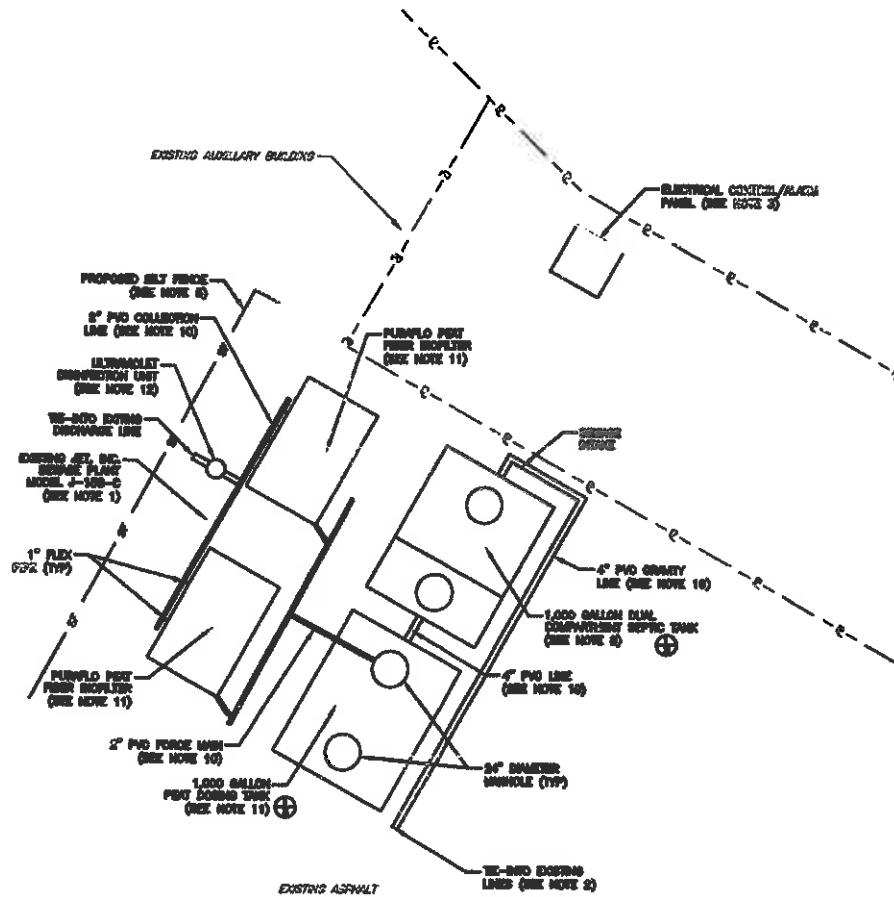 EXISTING AUXILLARY BUILDING
ELECTRICAL CONTROL/ALARM
PANEL (SEE NOTE 3)
PROPOSED SILT FENCE
(SEE NOTE 5)
2" PVC COLLECTION
LINE (SEE NOTE 10)
PURAFLO PEAT
FIBER BIOFILTER
(SEE NOTE 11)
ULTRAVIOLET
DISINFECTION UNIT
(SEE NOTE 12)
TIE-INTO EXITING
DISCHARGE LINE
EXISTING JET, INC.
SEWAGE PLANT
MODEL J-150-C
(SEE NOTE 1)
1" FLEX
(TYP)
4" PVC GRAVITY
LINE (SEE NOTE 10)
1,000 GALLON DUAL
COMPARTMENT SEPTIC TANK
(SEE NOTE 8)
PURAFLO PEAT
FIBER BIOFILTER
(SEE NOTE 11)
4" PVC LINE
(SEE NOTE 10)
2" PVC FORCE MAIN
(SEE NOTE 10)
24" DIAMETER
MANHOLE (TYP)
1,000 GALLON
PEAT DOSING TANK
(SEE NOTE 11)
TIE-INTO EXISTING
LINES (SEE NOTE 2)
EXISTING ASPHALT